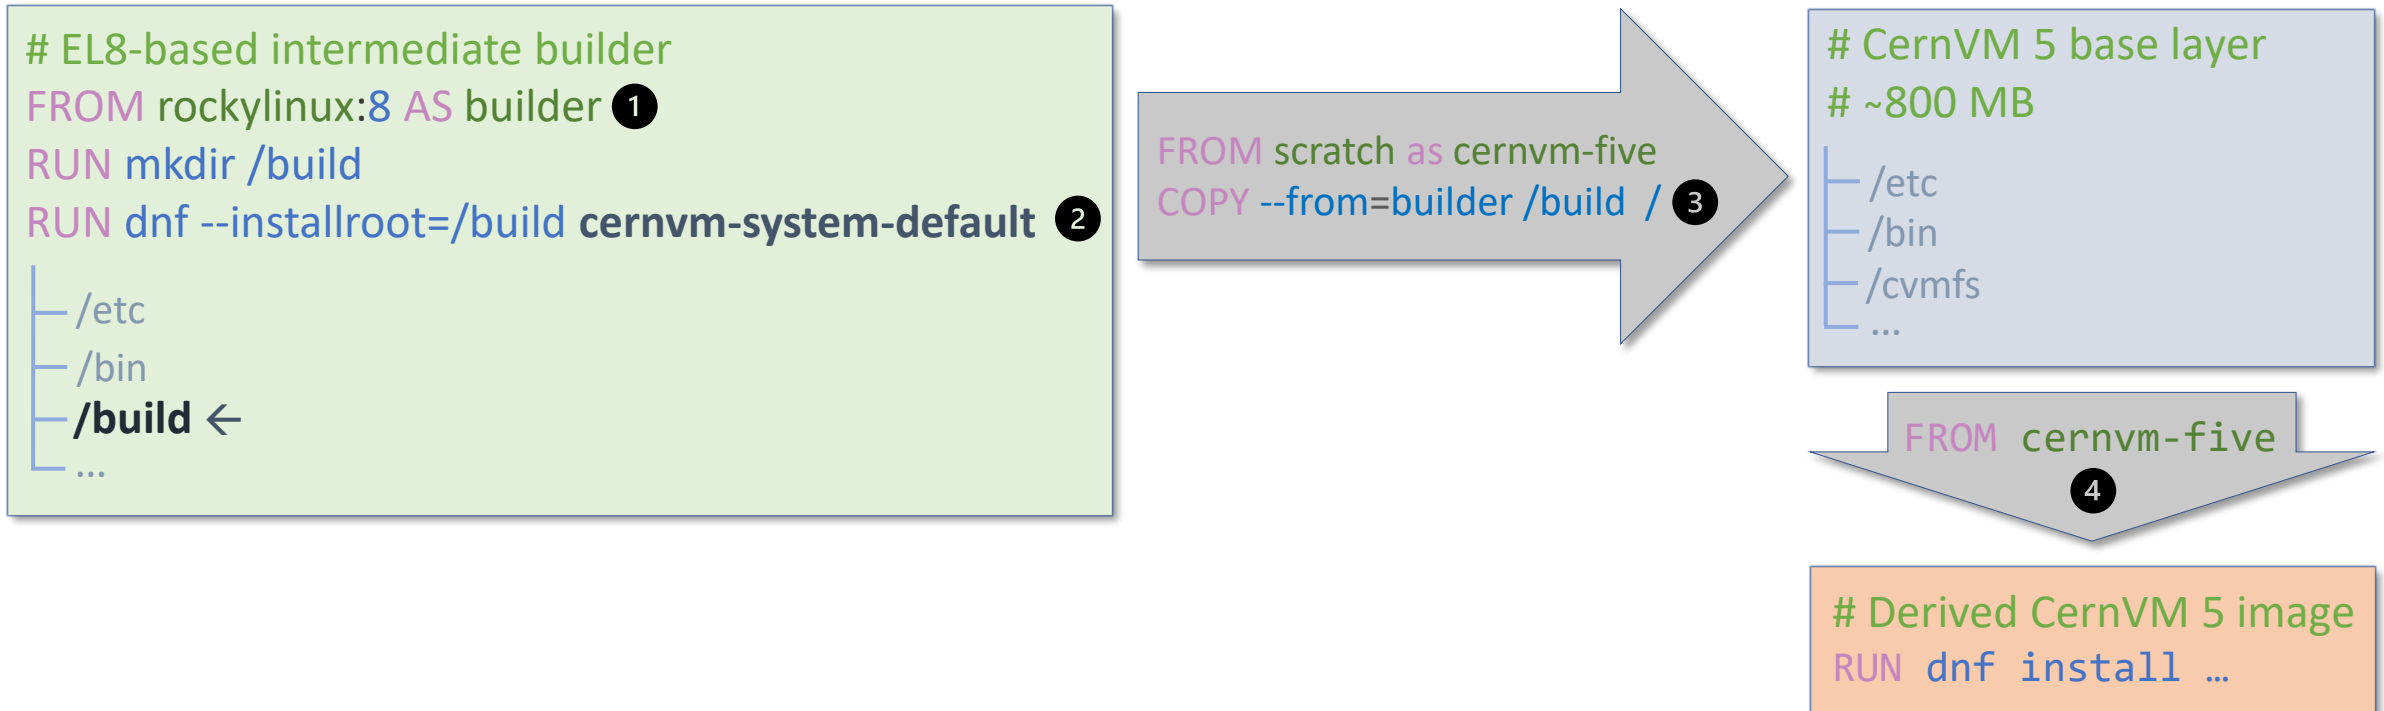 # EL8-based intermediate builder
FROM rockylinux:8 AS builder 1
RUN mkdir /build
RUN dnf --installroot=/build cernvm-system-default 2
/etc
/bin
/build ←
...
FROM scratch as cernvm-five
COPY --from=builder /build / 3
# CernVM 5 base layer
# ~800 MB
/etc
/bin
/cvmfs
...
FROM cernvm-five
4
# Derived CernVM 5 image
RUN dnf install …